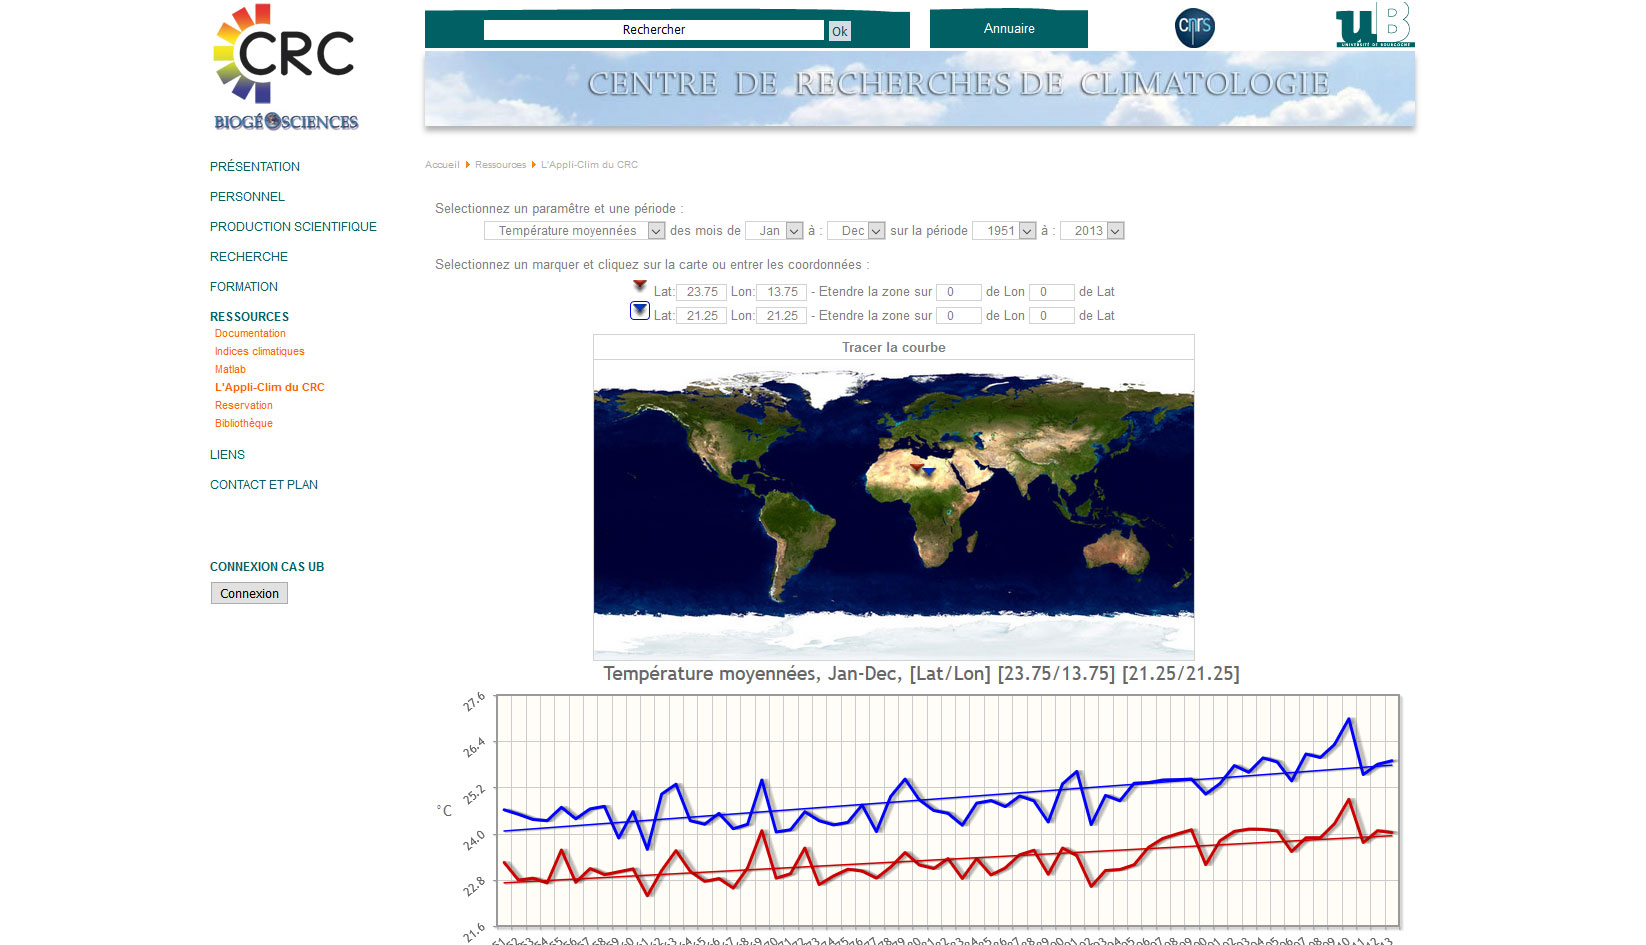 CRC
BIOGÉOSCIENCES
Rechercher Ok
Annuaire
cnrs
uB
UNIVERSITÉ DE BOURGOGNE
CENTRE DE RECHERCHES DE CLIMATOLOGIE
PRÉSENTATION
PERSONNEL
PRODUCTION SCIENTIFIQUE
RECHERCHE
FORMATION
RESSOURCES
Documentation
Indices climatiques
Matlab
L'Appli-Clim du CRC
Reservation
Bibliothèque
LIENS
CONTACT ET PLAN
CONNEXION CAS UB
Connexion
Accueil Ressources L'Appli-Clim du CRC
Selectionnez un paramêtre et une période :
Température moyennées des mois de Jan à : Dec sur la période 1951 à : 2013
Selectionnez un marquer et cliquez sur la carte ou entrer les coordonnées :
Lat: 23.75 Lon: 13.75 - Etendre la zone sur 0 de Lon 0 de Lat
Lat: 21.25 Lon: 21.25 - Etendre la zone sur 0 de Lon 0 de Lat
Tracer la courbe
Température moyennées, Jan-Dec, [Lat/Lon] [23.75/13.75] [21.25/21.25]
27.6
26.4
25.2
°C
24.0
22.8
21.6